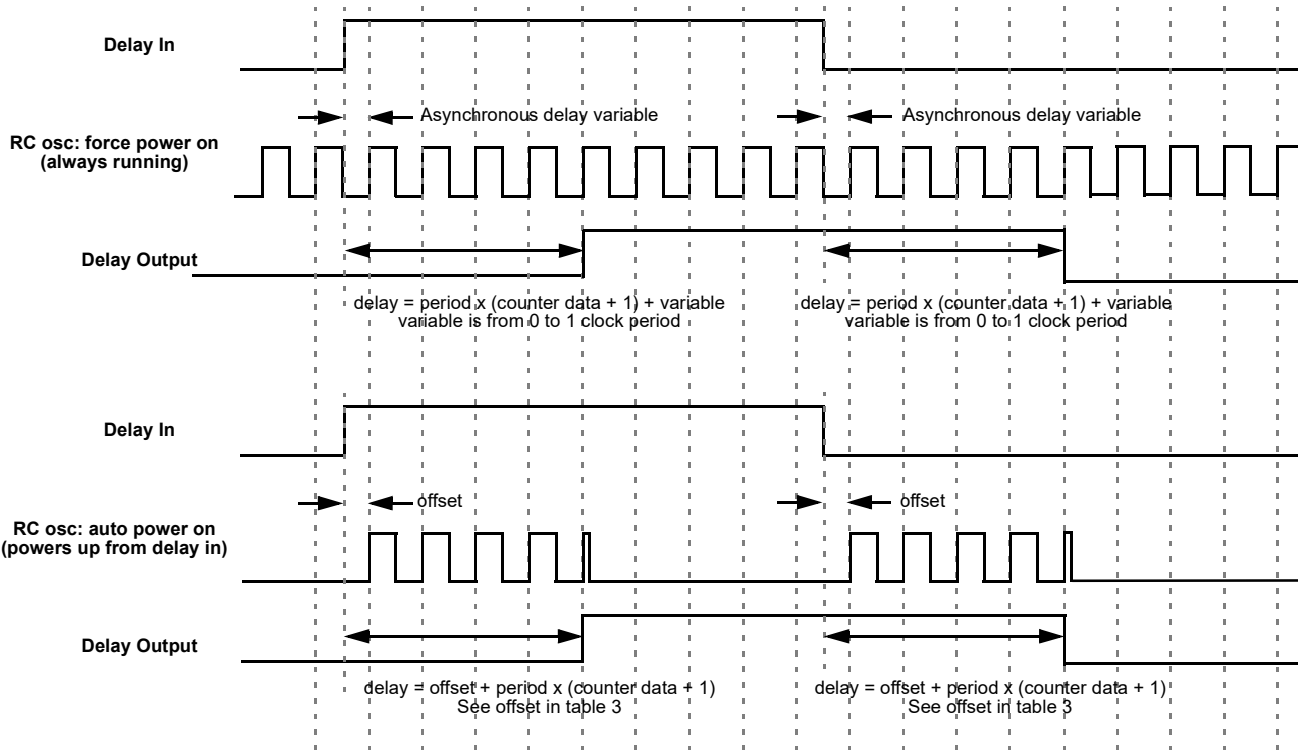 Delay In
Asynchronous delay variable
Asynchronous delay variable
RC osc: force power on
(always running)
Delay Output
delay = period x (counter data + 1) + variable
variable is from 0 to 1 clock period
delay = period x (counter data + 1) + variable
variable is from 0 to 1 clock period
Delay In
offset
offset
RC osc: auto power on
(powers up from delay in)
Delay Output
delay = offset + period x (counter data + 1)
See offset in table 3
delay = offset + period x (counter data + 1)
See offset in table 3